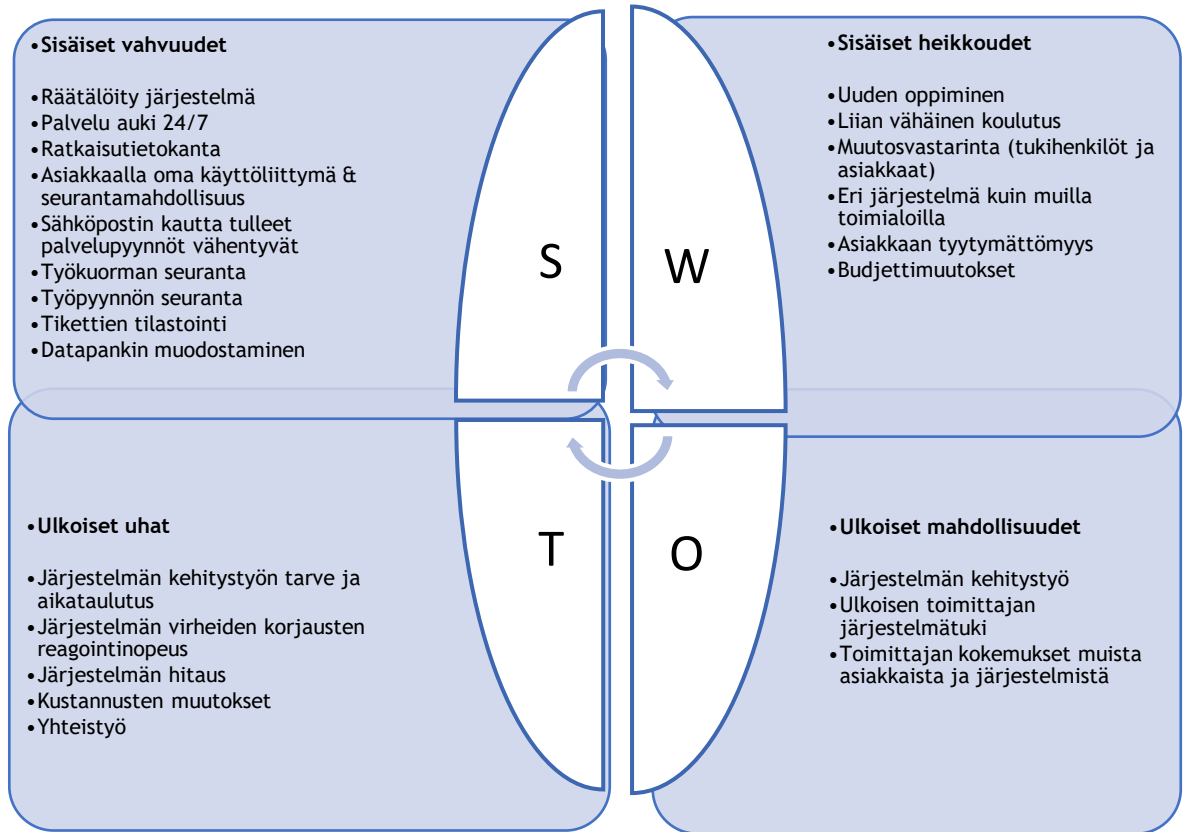 •Sisäiset vahvuudet
•Räätälöity järjestelmä
•Palvelu auki 24/7
•Ratkaisutietokanta
•Asiakkaalla oma käyttöliittymä &
seurantamahdollisuus
•Sähköpostin kautta tulleet
palvelupyynnöt vähentyvät
•Työkuorman seuranta
•Työpyynnön seuranta
•Tikettien tilastointi
•Datapankin muodostaminen
S
W
•Sisäiset heikkoudet
•Uuden oppiminen
•Liian vähäinen koulutus
•Muutosvastarinta (tukihenkilöt ja
asiakkaat)
•Eri järjestelmä kuin muilla
toimialoilla
•Asiakkaan tyytymättömyys
•Budjettimuutokset
•Ulkoiset uhat
•Järjestelmän kehitystyön tarve ja
aikataulutus
•Järjestelmän virheiden korjausten
reagointinopeus
•Järjestelmän hitaus
•Kustannusten muutokset
•Yhteistyö
T
O
•Ulkoiset mahdollisuudet
•Järjestelmän kehitystyö
•Ulkoisen toimittajan
järjestelmätuki
•Toimittajan kokemukset muista
asiakkaista ja järjestelmistä